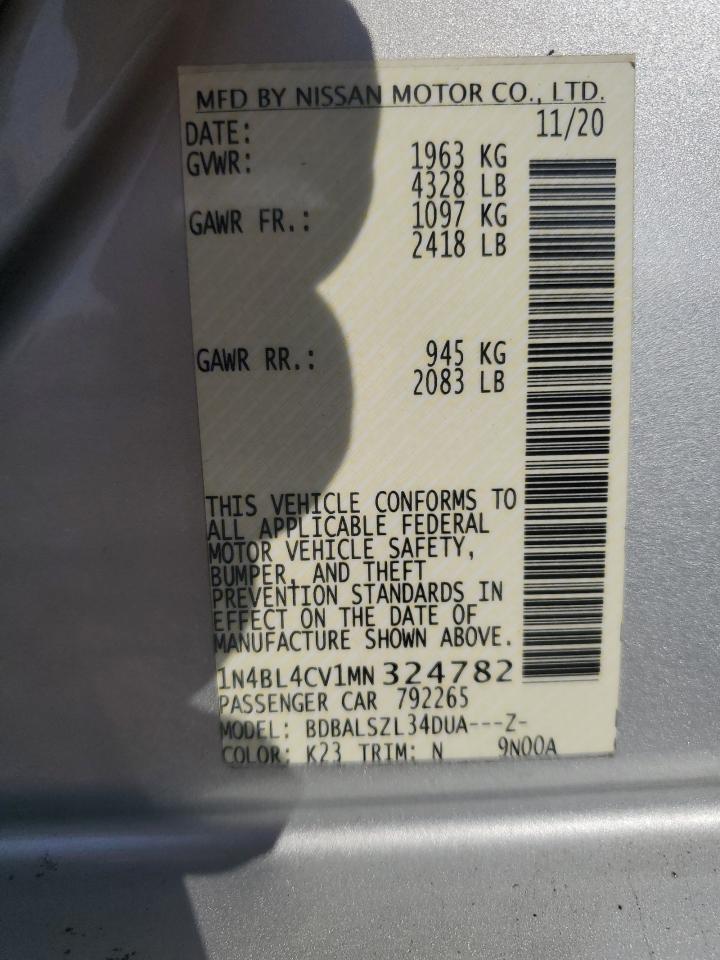 MFD BY NISSAN MOTOR CO., LTD.
DATE: 11/20
GVWR: 1963 KG
4328 LB
GAWR FR.: 1097 KG
2418 LB
GAWR RR.: 945 KG
2083 LB
THIS VEHICLE CONFORMS TO
ALL APPLICABLE FEDERAL
MOTOR VEHICLE SAFETY,
BUMPER, AND THEFT
PREVENTION STANDARDS IN
EFFECT ON THE DATE OF
MANUFACTURE SHOWN ABOVE.
1N4BL4CV1MN324782
PASSENGER CAR 792265
MODEL: BDBALSZL34DUA---Z-
COLOR: K23 TRIM: N 9N00A